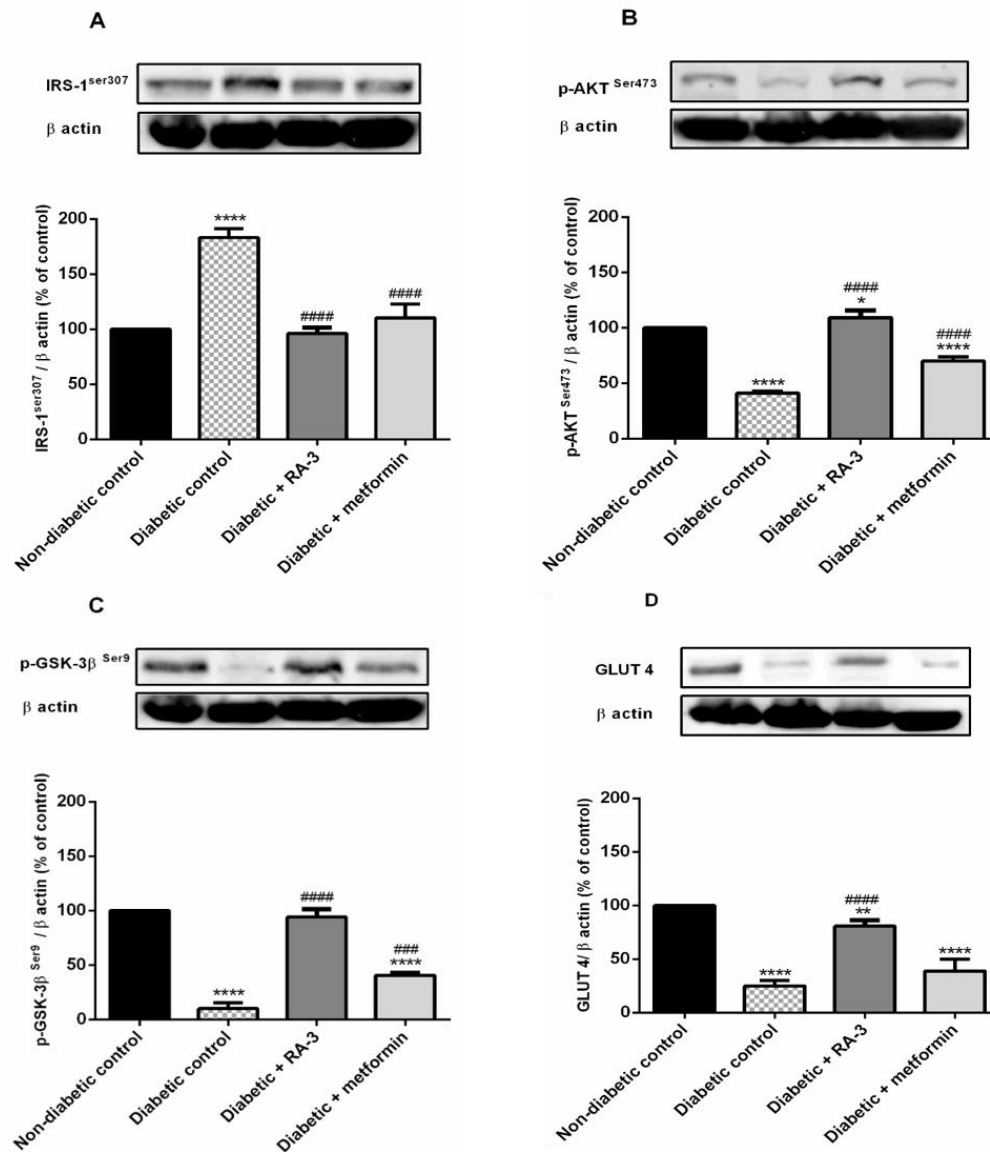 A
IRS-1ser307
β actin
IRS-1ser307 / β actin (% of control)
200
150
100
50
0
****
####
####
Non-diabetic control
Diabetic control
Diabetic + RA-3
Diabetic + metformin
B
p-AKT Ser473
β actin
p-AKT Ser473 / β actin (% of control)
200
150
100
50
0
****
####
*
####
****
Non-diabetic control
Diabetic control
Diabetic + RA-3
Diabetic + metformin
C
p-GSK-3β Ser9
β actin
p-GSK-3β Ser9 / β actin (% of control)
200
150
100
50
0
****
####
###
****
Non-diabetic control
Diabetic control
Diabetic + RA-3
Diabetic + metformin
D
GLUT 4
β actin
GLUT 4/ β actin (% of control)
200
150
100
50
0
****
####
**
****
Non-diabetic control
Diabetic control
Diabetic + RA-3
Diabetic + metformin